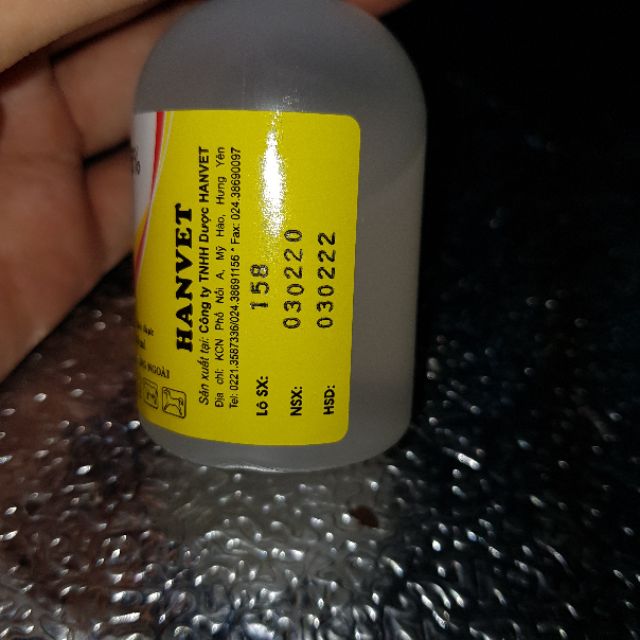 HANVET
Sản xuất tại: Công ty TNHH Dược HANVET
Địa chỉ: KCN Phố Nối A, Mỹ Hào, Hưng Yên
Tel: 0221.3587336/024.38691156 * Fax: 024.38690097
Lô SX: 158
NSX: 030220
HSD: 030222
NGOÀI